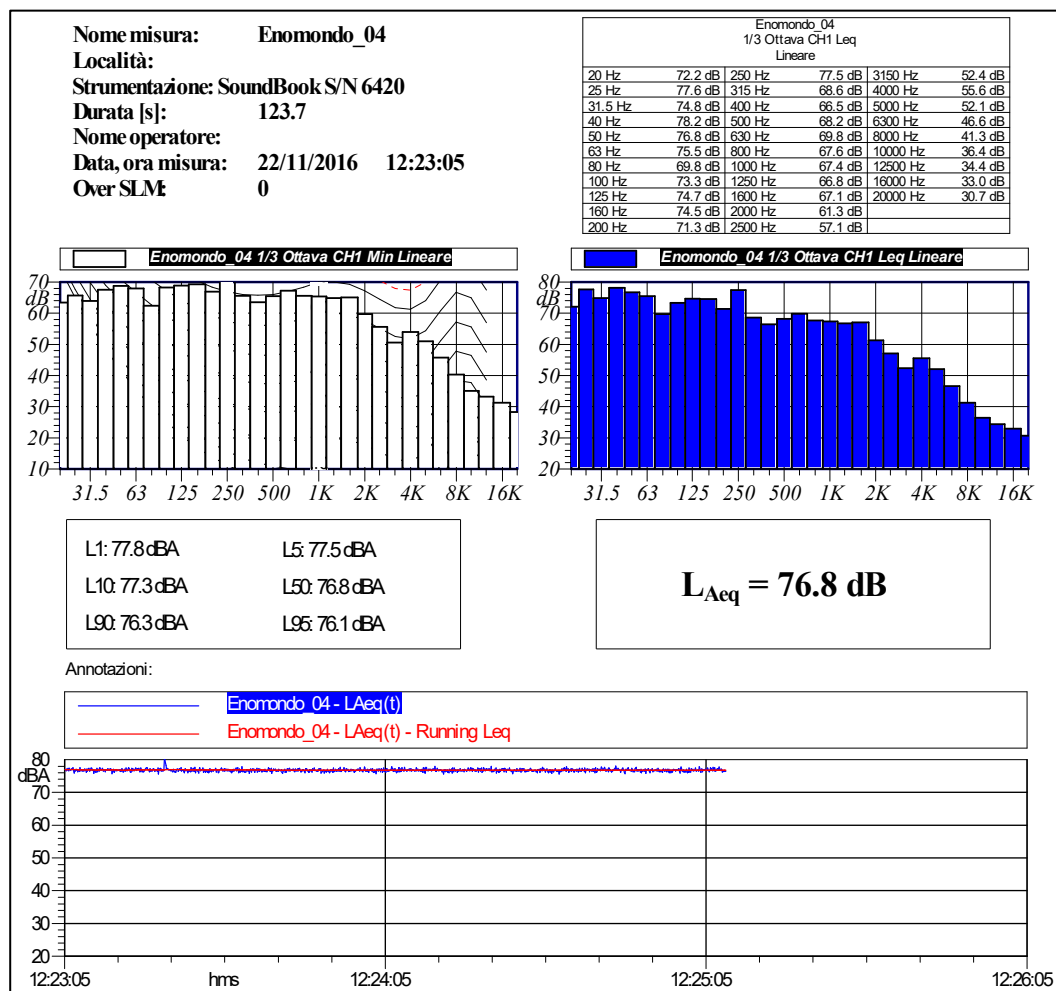 Nome misura: Enomondo_04
Località:
Strumentazione: SoundBook S/N 6420
Durata [s]: 123.7
Nome operatore:
Data, ora misura: 22/11/2016 12:23:05
Over SLM: 0
Enomondo_04
1/3 Ottava CH1 Leq
Lineare
20 Hz 72.2 dB 250 Hz 77.5 dB 3150 Hz 52.4 dB
25 Hz 77.6 dB 315 Hz 68.6 dB 4000 Hz 55.6 dB
31.5 Hz 74.8 dB 400 Hz 66.5 dB 5000 Hz 52.1 dB
40 Hz 78.2 dB 500 Hz 68.2 dB 6300 Hz 46.6 dB
50 Hz 76.8 dB 630 Hz 69.8 dB 8000 Hz 41.3 dB
63 Hz 75.5 dB 800 Hz 67.6 dB 10000 Hz 36.4 dB
80 Hz 69.8 dB 1000 Hz 67.4 dB 12500 Hz 34.4 dB
100 Hz 73.3 dB 1250 Hz 66.8 dB 16000 Hz 33.0 dB
125 Hz 74.7 dB 1600 Hz 67.1 dB 20000 Hz 30.7 dB
160 Hz 74.5 dB 2000 Hz 61.3 dB
200 Hz 71.3 dB 2500 Hz 57.1 dB
Enomondo_04 1/3 Ottava CH1 Min Lineare
70
dB
60
50
40
30
20
10
31.5 63 125 250 500 1K 2K 4K 8K 16K
Enomondo_04 1/3 Ottava CH1 Leq Lineare
80
dB
70
60
50
40
30
20
31.5 63 125 250 500 1K 2K 4K 8K 16K
L1: 77.8 dBA L5: 77.5 dBA
L10: 77.3 dBA L50: 76.8 dBA
L90: 76.3 dBA L95: 76.1 dBA
LAeq = 76.8 dB
Annotazioni:
Enomondo_04 - LAeq(t)
Enomondo_04 - LAeq(t) - Running Leq
80
dBA
70
60
50
40
30
20
12:23:05 hms 12:24:05 12:25:05 12:26:05